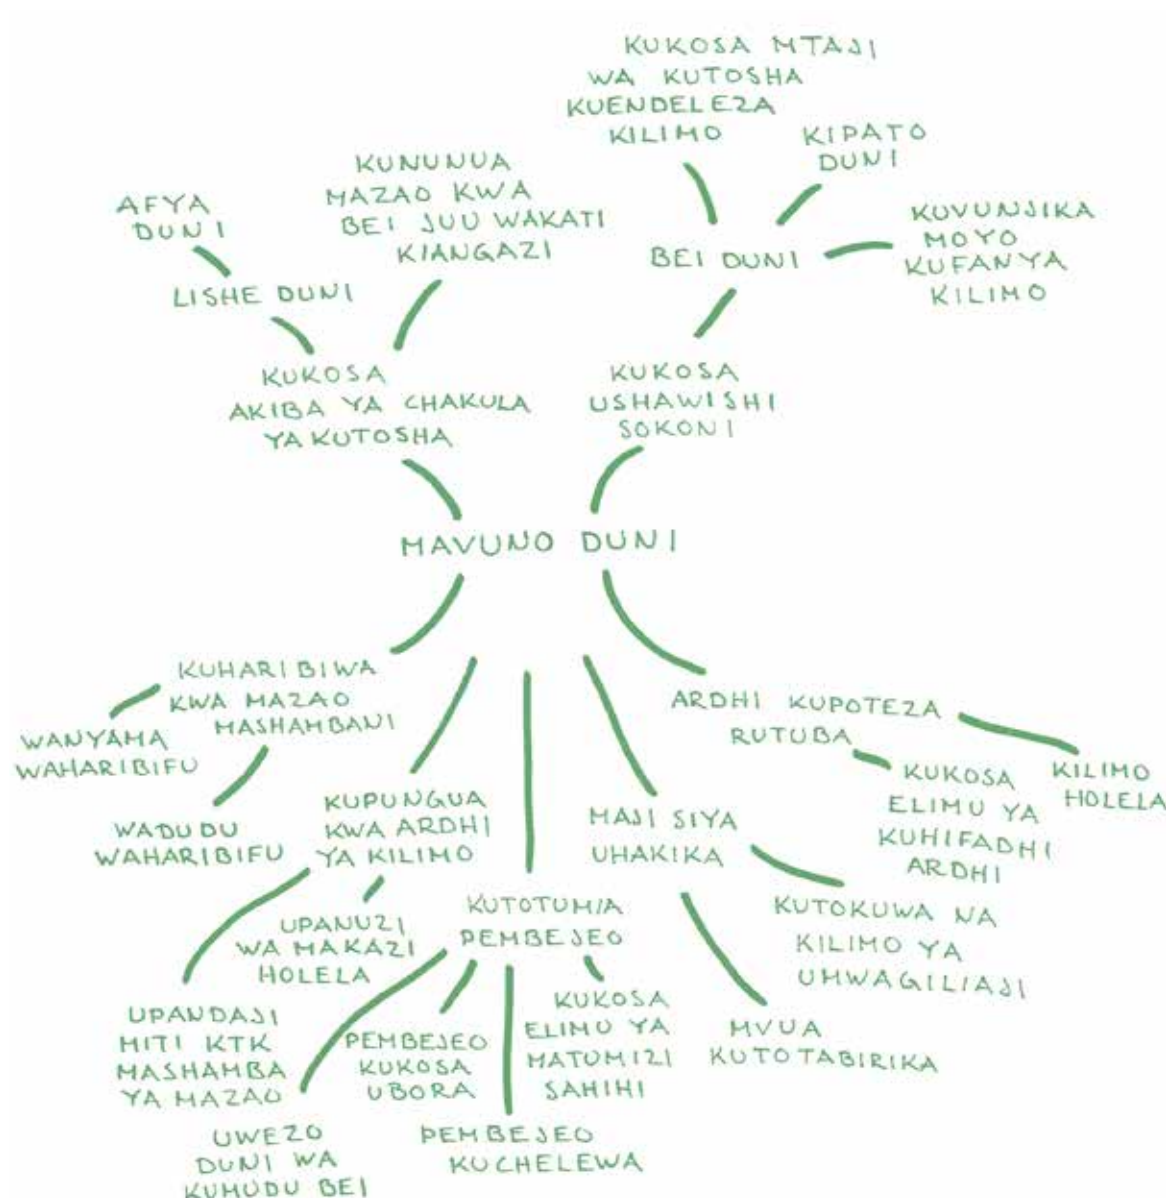 KUKOSA MTAJI
WA KUTOSHA
KUENDELEZA
KILIMO
KIPATO
DUNI
KUNUNUA
MAZAO KWA
BEI JUU WAKATI
KIANGAZI
AFYA
DUNI
KUVUNJIKA
MOYO
KUFANYA
KILIMO
BEI DUNI
LISHE DUNI
KUKOSA
AKIBA YA CHAKULA
YA KUTOSHA
KUKOSA
USHAWISHI
SOKONI
MAVUNO DUNI
KUHARIBIWA
KWA MAZAO
MASHAMBANI
WANYAMA
WAHARIBIFU
WADUDU
WAHARIBIFU
ARDHI KUPOTEZA
RUTUBA
KILIMO
HOLELA
KUKOSA
ELIMU YA
KUHIFADHI
ARDHI
KUPUNGUA
KWA ARDHI
YA KILIMO
MAJI SIYA
UHAKIKA
UPANUZI
WA MAKAZI
HOLELA
KUTOTUMIA
PEMBEJEO
KUTOKUWA NA
KILIMO YA
UMWAGILIAJI
UPANDAJI
MITI KTK
MASHAMBA
YA MAZAO
PEMBEJEO
KUKOSA
UBORA
KUKOSA
ELIMU YA
MATUMIZI
SAHIHI
MVUA
KUTOTABIRIKA
UWEZO
DUNI WA
KUMUDU BEI
PEMBEJEO
KUCHELEWA